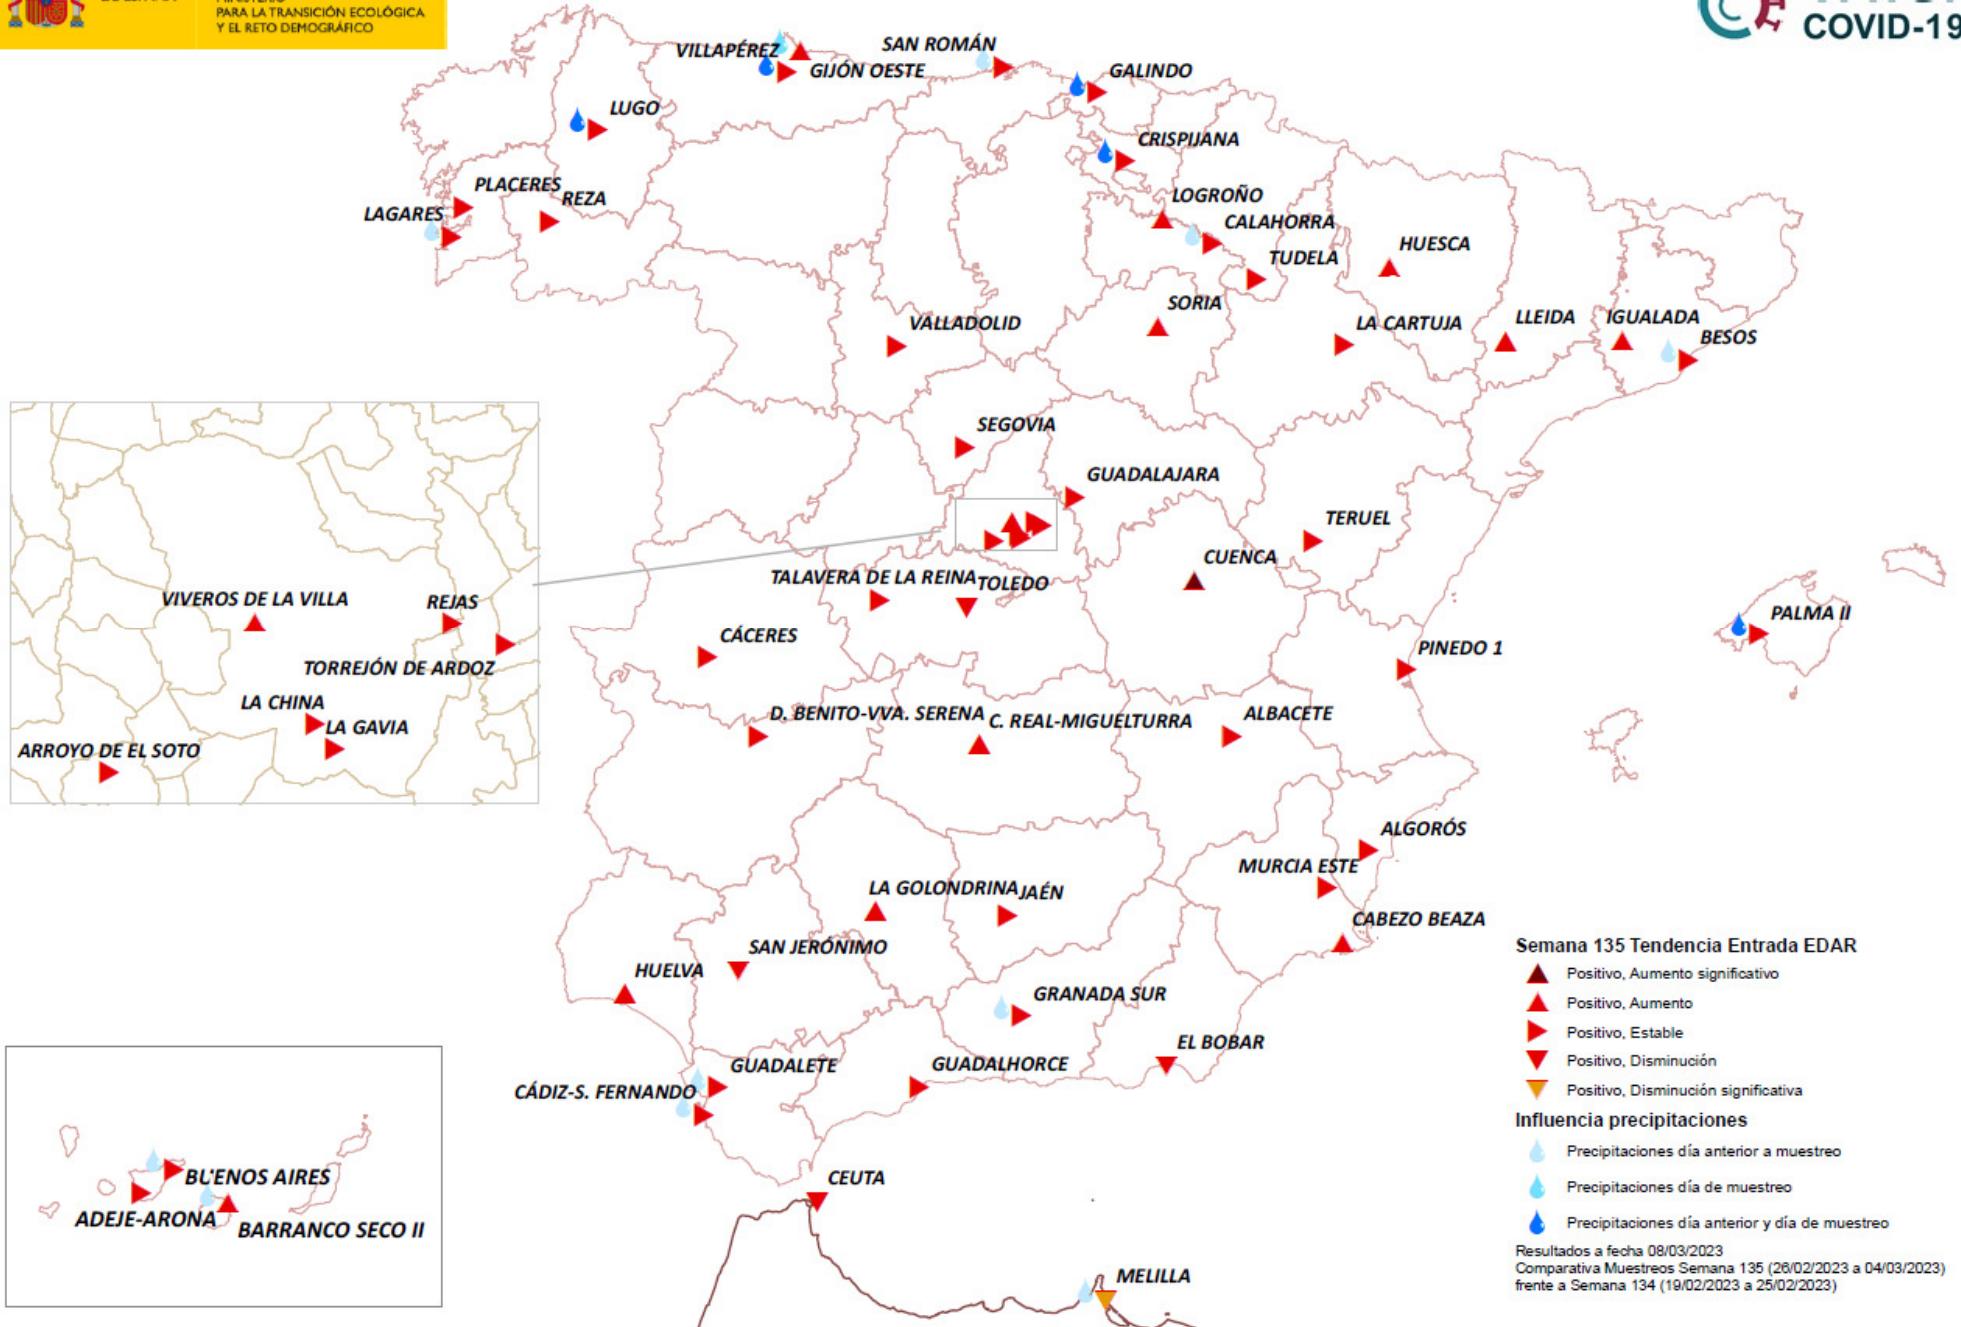 PARA LA TRANSICIÓN ECOLÓGICA
Y EL RETO DEMOGRÁFICO
COVID-19
VILLAPÉREZ
SAN ROMÁN
GIJÓN OESTE
GALINDO
LUGO
CRISPIJANA
PLACERES
REZA
LOGROÑO
LAGARES
CALAHORRA
HUESCA
TUDELA
SORIA
VALLADOLID
LA CARTUJA
LLEIDA
IGUALADA
BESOS
SEGOVIA
GUADALAJARA
TERUEL
CUENCA
TALAVERA DE LA REINA
TOLEDO
VIVEROS DE LA VILLA
REJAS
PALMA II
CÁCERES
PINEDO 1
TORREJÓN DE ARDOZ
LA CHINA
LA GAVIA
D. BENITO-VVA. SERENA
C. REAL-MIGUELTURRA
ALBACETE
ARROYO DE EL SOTO
ALGORÓS
MURCIA ESTE
LA GOLONDRINA
JAÉN
CABEZO BEAZA
SAN JERÓNIMO
HUELVA
GRANADA SUR
EL BOBAR
GUADALETE
GUADALHORCE
CÁDIZ-S. FERNANDO
BUENOS AIRES
CEUTA
ADEJE-ARONA
BARRANCO SECO II
MELILLA
Semana 135 Tendencia Entrada EDAR
Positivo, Aumento significativo
Positivo, Aumento
Positivo, Estable
Positivo, Disminución
Positivo, Disminución significativa
Influencia precipitaciones
Precipitaciones día anterior a muestreo
Precipitaciones día de muestreo
Precipitaciones día anterior y día de muestreo
Resultados a fecha 08/03/2023
Comparativa Muestreos Semana 135 (26/02/2023 a 04/03/2023)
frente a Semana 134 (19/02/2023 a 25/02/2023)